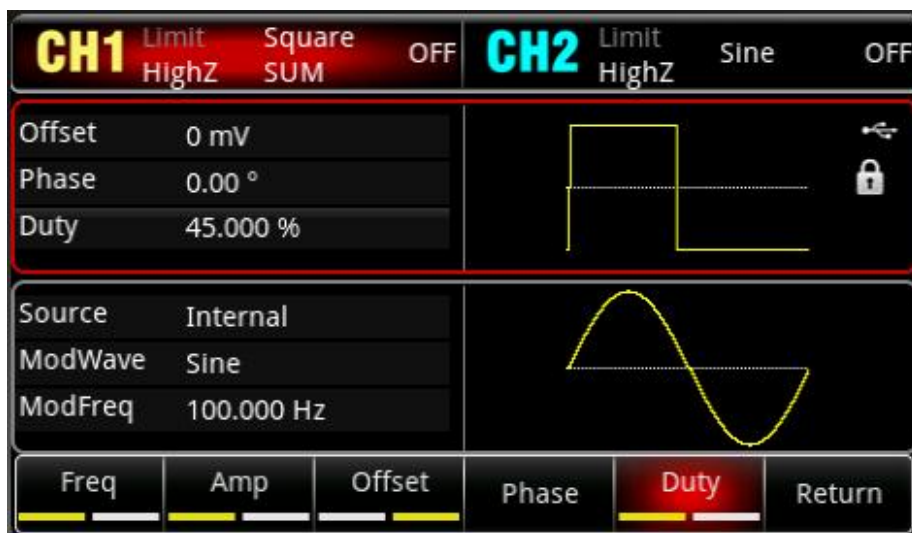 CH1 Limit Square OFF CH2 Limit Sine OFF
HighZ SUM HighZ
Offset 0 mV
Phase 0.00 °
Duty 45.000 %
Source Internal
ModWave Sine
ModFreq 100.000 Hz
Freq Amp Offset Phase Duty Return